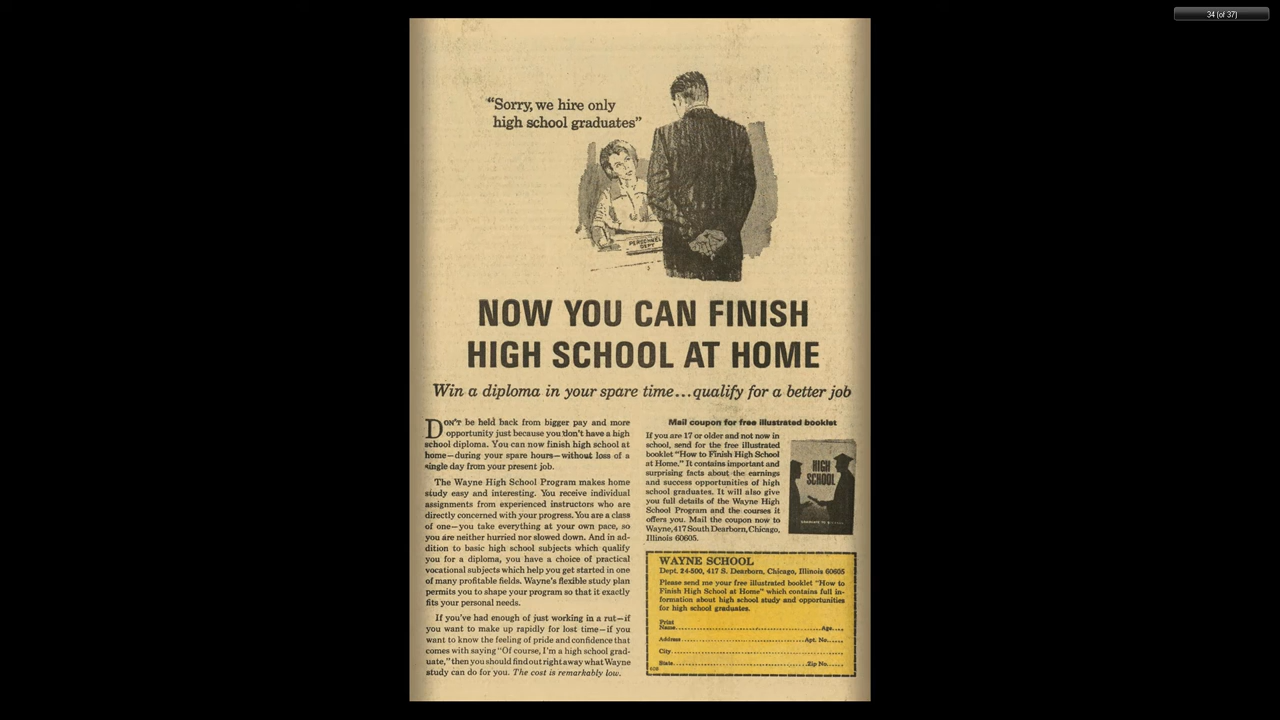 34 (of 37)
"Sorry, we hire only
high school graduates"
PERSONNEL
DEPT
NOW YOU CAN FINISH
HIGH SCHOOL AT HOME
Win a diploma in your spare time...qualify for a better job
DON'T be held back from bigger pay and more
opportunity just because you don't have a high
school diploma. You can now finish high school at
home—during your spare hours—without loss of a
single day from your present job.
The Wayne High School Program makes home
study easy and interesting. You receive individual
assignments from experienced instructors who are
directly concerned with your progress. You are a class
of one—you take everything at your own pace, so
you are neither hurried nor slowed down. And in ad-
dition to basic high school subjects which qualify
you for a diploma, you have a choice of practical
vocational subjects which help you get started in one
of many profitable fields. Wayne's flexible study plan
permits you to shape your program so that it exactly
fits your personal needs.
If you've had enough of just working in a rut—if
you want to make up rapidly for lost time—if you
want to know the feeling of pride and confidence that
comes with saying "Of course, I'm a high school grad-
uate," then you should find out right away what Wayne
study can do for you. The cost is remarkably low.
Mail coupon for free illustrated booklet
If you are 17 or older and not now in
school, send for the free illustrated
booklet "How to Finish High School
at Home." It contains important and
surprising facts about the earnings
and success opportunities of high
school graduates. It will also give
you full details of the Wayne High
School Program and the courses it
offers you. Mail the coupon now to
Wayne, 417 South Dearborn, Chicago,
Illinois 60605.
HIGH
SCHOOL
WAYNE SCHOOL
Dept. 24-500, 417 S. Dearborn, Chicago, Illinois 60605
Please send me your free illustrated booklet "How to
Finish High School at Home" which contains full in-
formation about high school study and opportunities
for high school graduates.
Print
Name Age
Address Apt. No.
City
State Zip No.